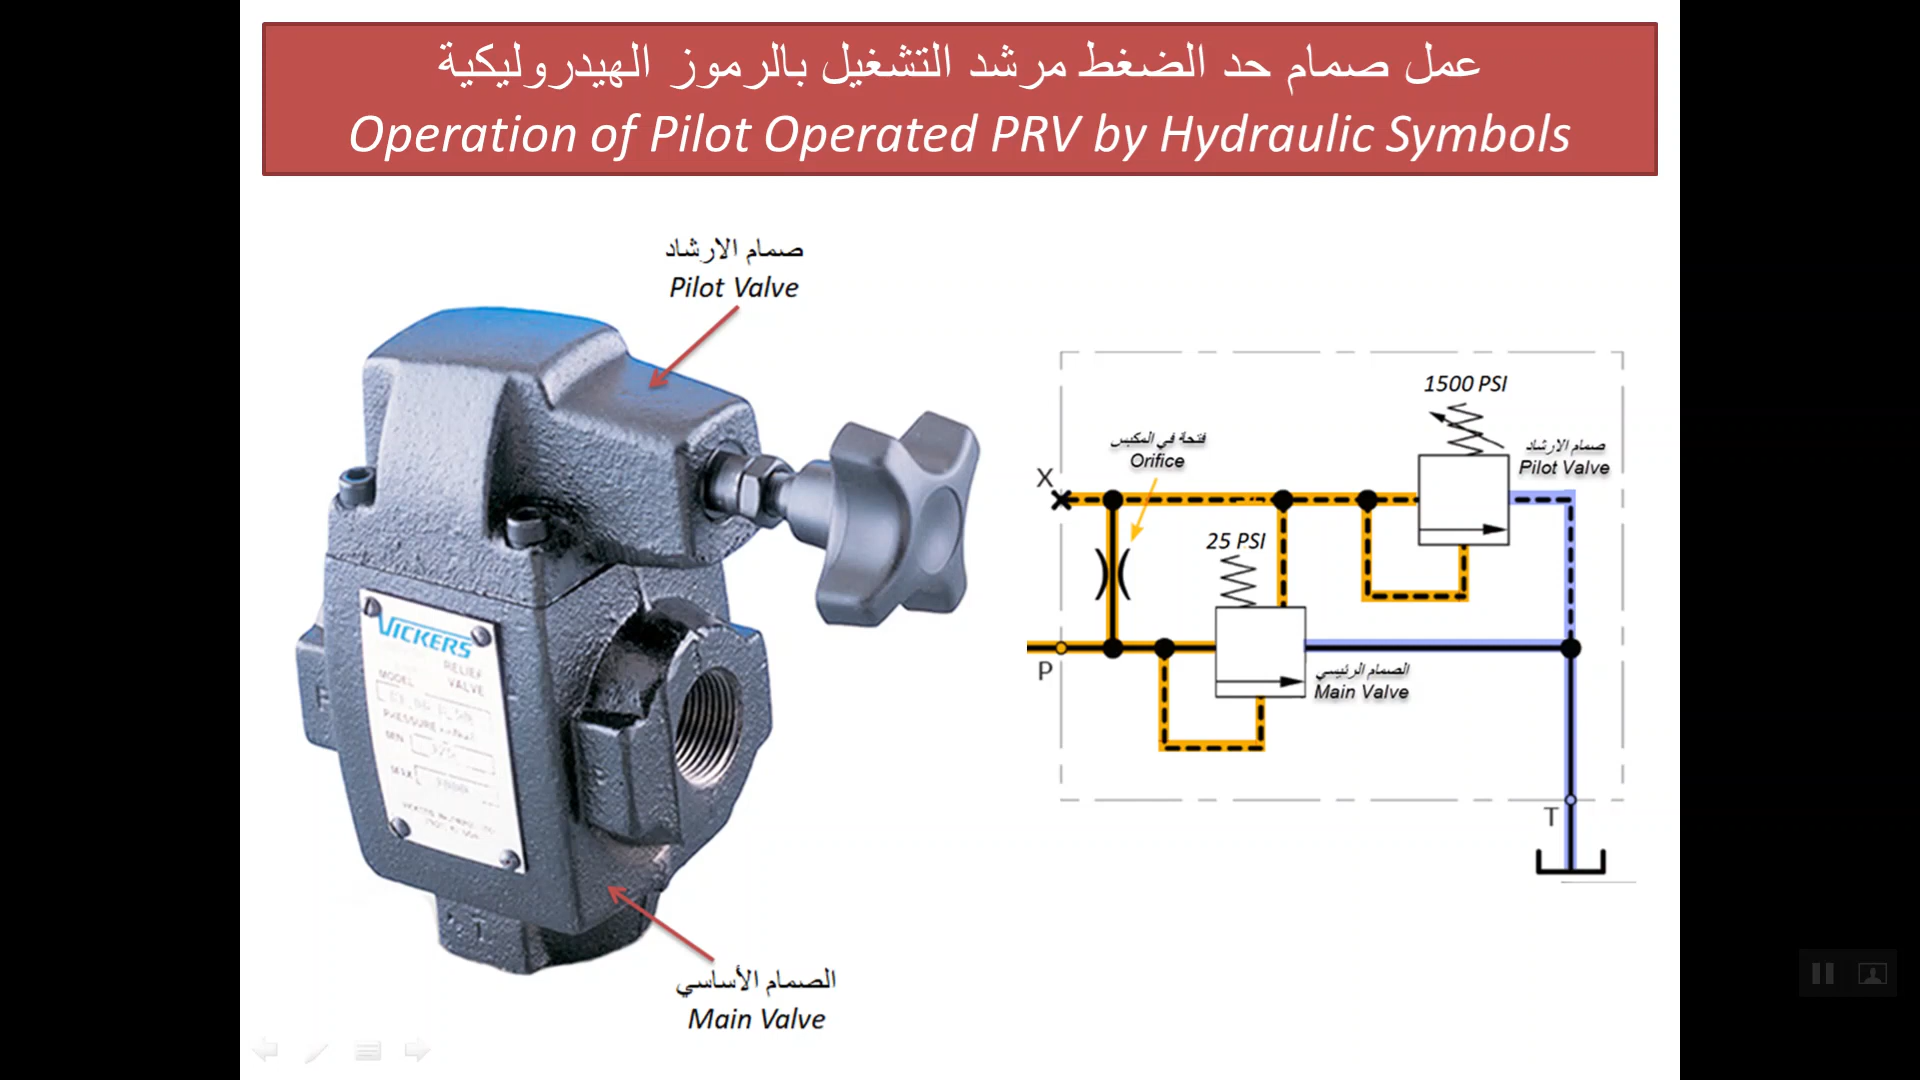 عمل صمام حد الضغط مرشد التشغيل بالرموز الهيدروليكية
Operation of Pilot Operated PRV by Hydraulic Symbols
صمام الارشاد
Pilot Valve
VICKERS
RELIEF
VALVE
MODEL
PRESSURE
MIN
MAX
T
الصمام الأساسي
Main Valve
1500 PSI
صمام الارشاد
Pilot Valve
فتحة في المكبس
Orifice
X
25 PSI
P
الصمام الرئيسي
Main Valve
T